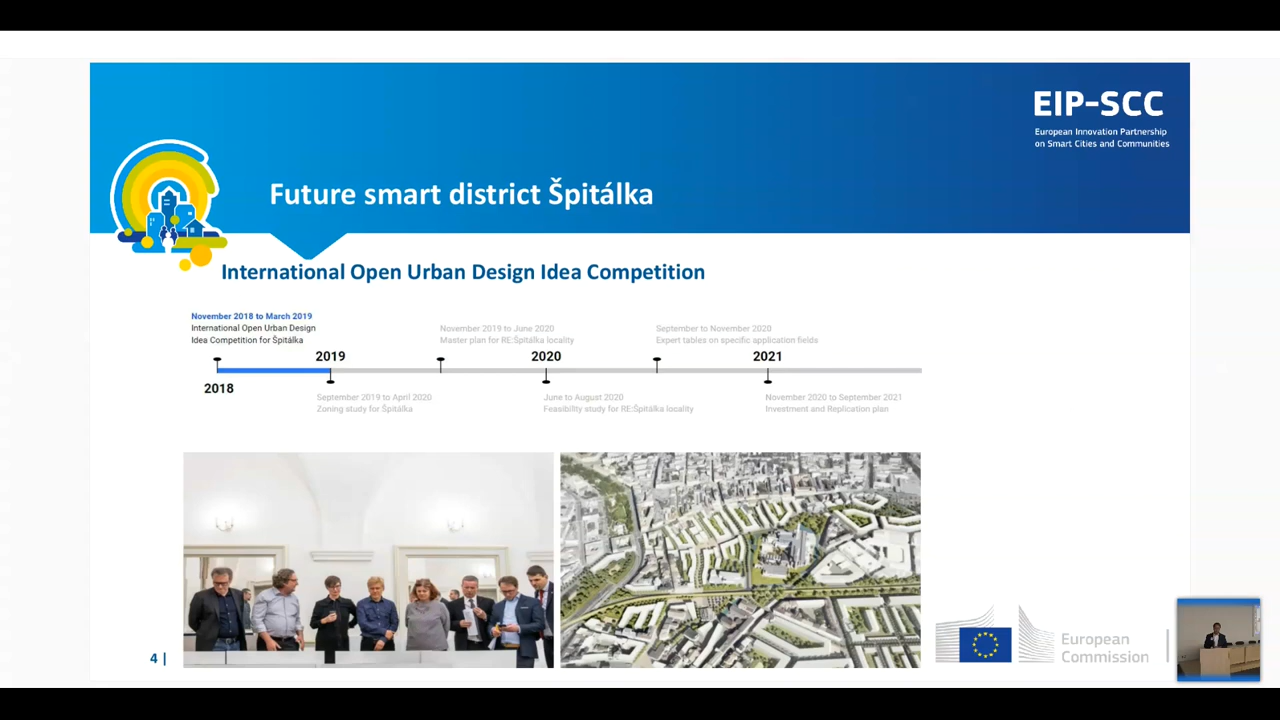 EIP-SCC
European Innovation Partnership
on Smart Cities and Communities
Future smart district Špitálka
International Open Urban Design Idea Competition
November 2018 to March 2019
International Open Urban Design
Idea Competition for Špitálka
November 2019 to June 2020
Master plan for RE:Špitálka locality
September to November 2020
Expert tables on specific application fields
2019
2020
2021
2018
September 2019 to April 2020
Zoning study for Špitálka
June to August 2020
Feasibility study for RE:Špitálka locality
November 2020 to September 2021
Investment and Replication plan
European
Commission
4 |